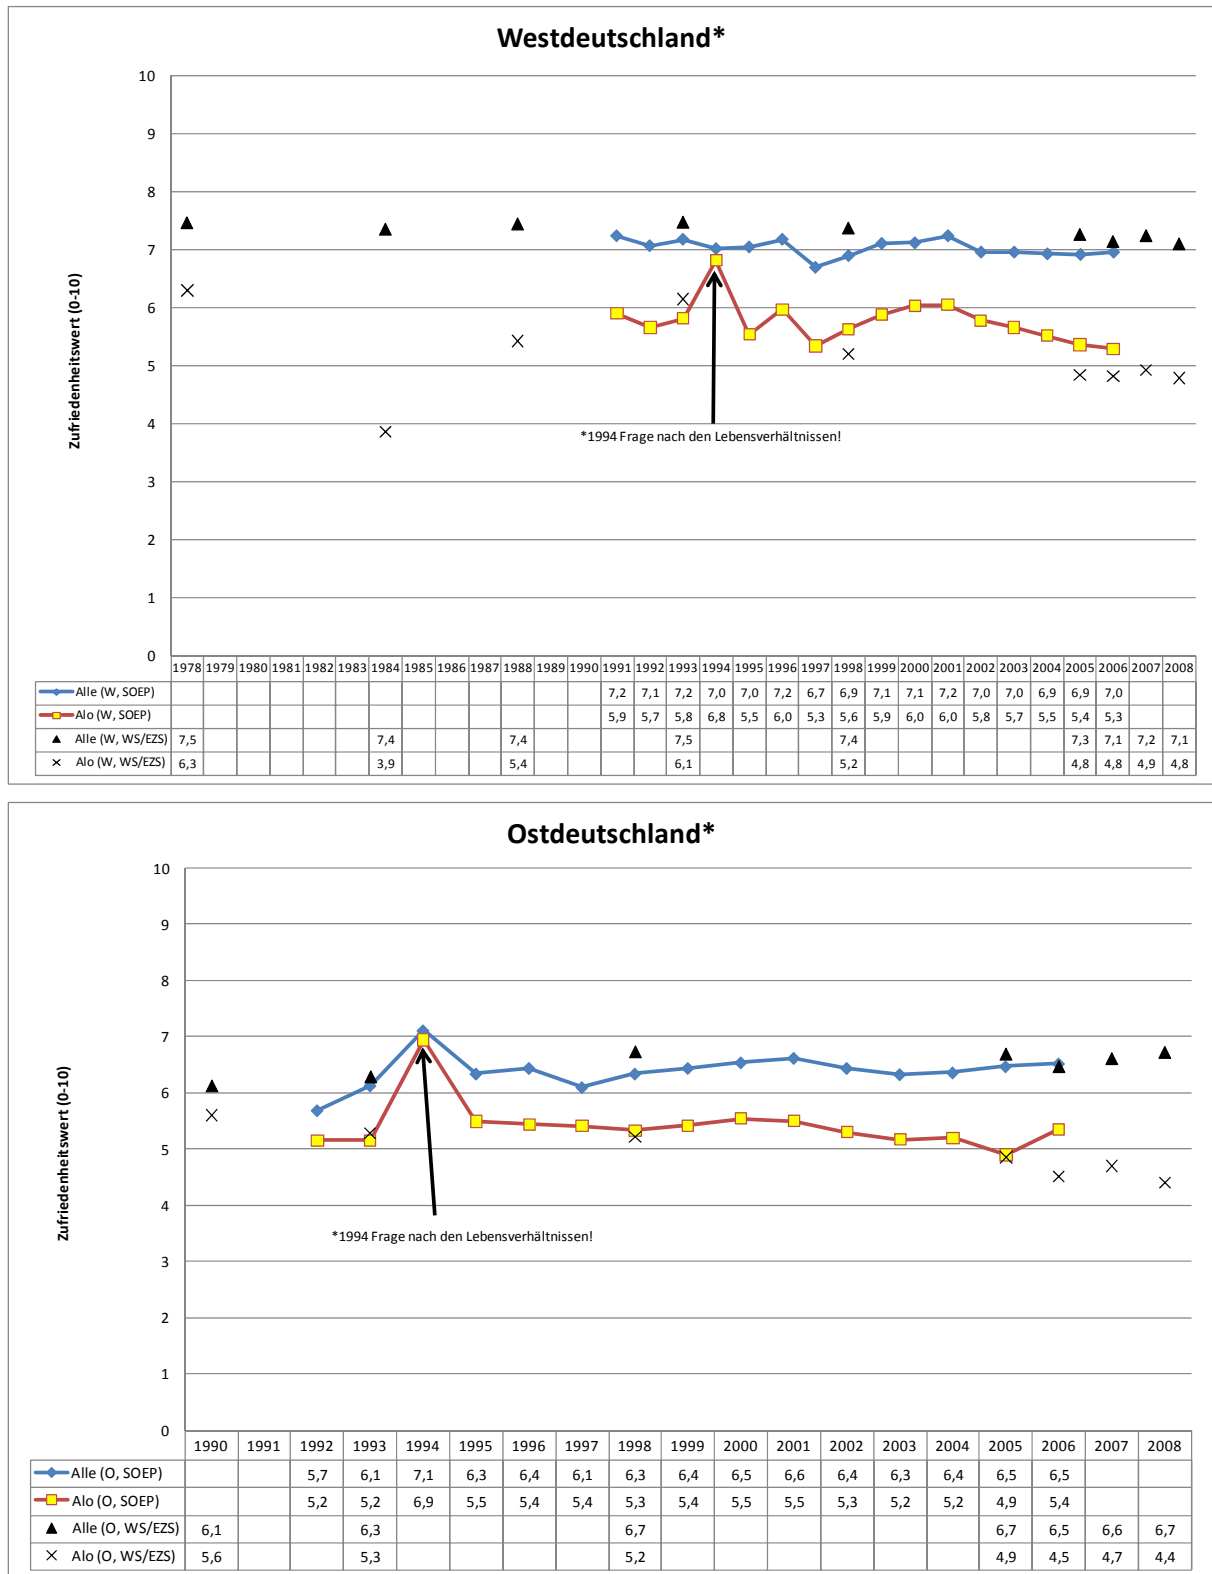 Westdeutschland*
10
9
8
7
6
5
4
3
2
1
0
Zufriedenheitswert (0-10)
*1994 Frage nach den Lebensverhältnissen!
1978 1979 1980 1981 1982 1983 1984 1985 1986 1987 1988 1989 1990 1991 1992 1993 1994 1995 1996 1997 1998 1999 2000 2001 2002 2003 2004 2005 2006 2007 2008
Alle (W, SOEP) 7,2 7,1 7,2 7,0 7,0 7,2 6,7 6,9 7,1 7,1 7,2 7,0 7,0 6,9 6,9 7,0
Alo (W, SOEP) 5,9 5,7 5,8 6,8 5,5 6,0 5,3 5,6 5,9 6,0 6,0 5,8 5,7 5,5 5,4 5,3
Alle (W, WS/EZS) 7,5 7,4 7,4 7,5 7,4 7,3 7,1 7,2 7,1
Alo (W, WS/EZS) 6,3 3,9 5,4 6,1 5,2 4,8 4,8 4,9 4,8
Ostdeutschland*
10
9
8
7
6
5
4
3
2
1
0
Zufriedenheitswert (0-10)
*1994 Frage nach den Lebensverhältnissen!
1990 1991 1992 1993 1994 1995 1996 1997 1998 1999 2000 2001 2002 2003 2004 2005 2006 2007 2008
Alle (O, SOEP) 5,7 6,1 7,1 6,3 6,4 6,1 6,3 6,4 6,5 6,6 6,4 6,3 6,4 6,5 6,5
Alo (O, SOEP) 5,2 5,2 6,9 5,5 5,4 5,4 5,3 5,4 5,5 5,5 5,3 5,2 5,2 4,9 5,4
Alle (O, WS/EZS) 6,1 6,3 6,7 6,7 6,5 6,6 6,7
Alo (O, WS/EZS) 5,6 5,3 5,2 4,9 4,5 4,7 4,4